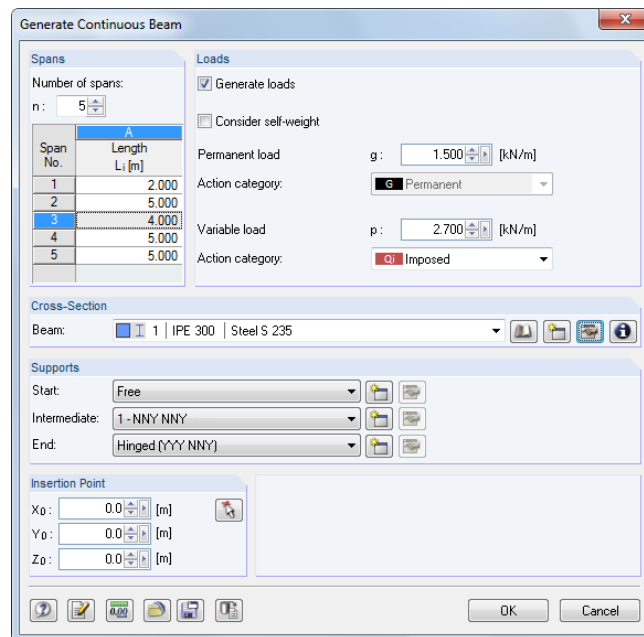 Generate Continuous Beam
Spans
Number of spans:
n : 5
A
Span No. Length Li [m]
1 2.000
2 5.000
3 4.000
4 5.000
5 5.000
Loads
Generate loads
Consider self-weight
Permanent load g : 1.500 [kN/m]
Action category: G Permanent
Variable load p : 2.700 [kN/m]
Action category: Qi Imposed
Cross-Section
Beam: 1 | IPE 300 | Steel S 235
Supports
Start: Free
Intermediate: 1 - NNY NNY
End: Hinged (YYY NNY)
Insertion Point
X0 : 0.0 [m]
Y0 : 0.0 [m]
Z0 : 0.0 [m]
0.00
OK
Cancel